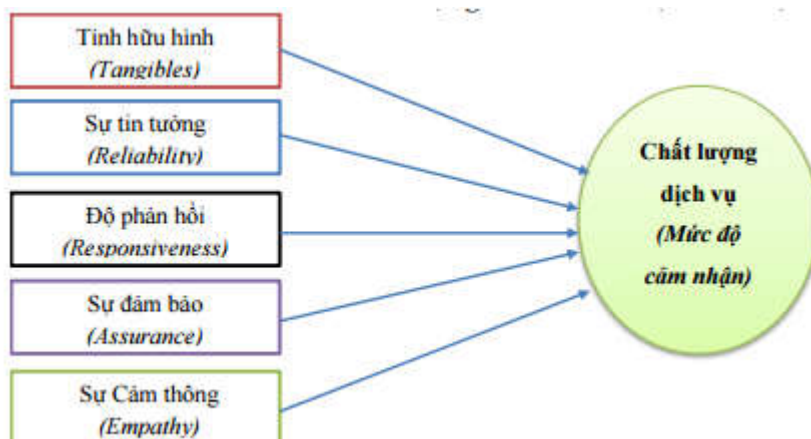 Tính hữu hình
(Tangibles)
Sự tin tưởng
(Reliability)
Độ phản hồi
(Responsiveness)
Sự đảm bảo
(Assurance)
Sự Cảm thông
(Empathy)
Chất lượng
dịch vụ
(Mức độ
cảm nhận)